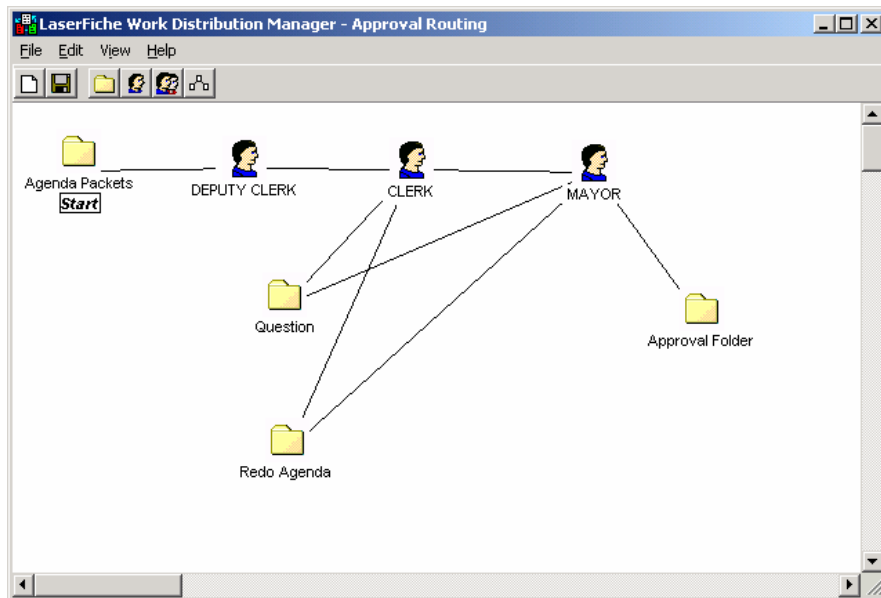 LaserFiche Work Distribution Manager - Approval Routing
File Edit View Help
Agenda Packets
Start
DEPUTY CLERK
CLERK
MAYOR
Question
Approval Folder
Redo Agenda